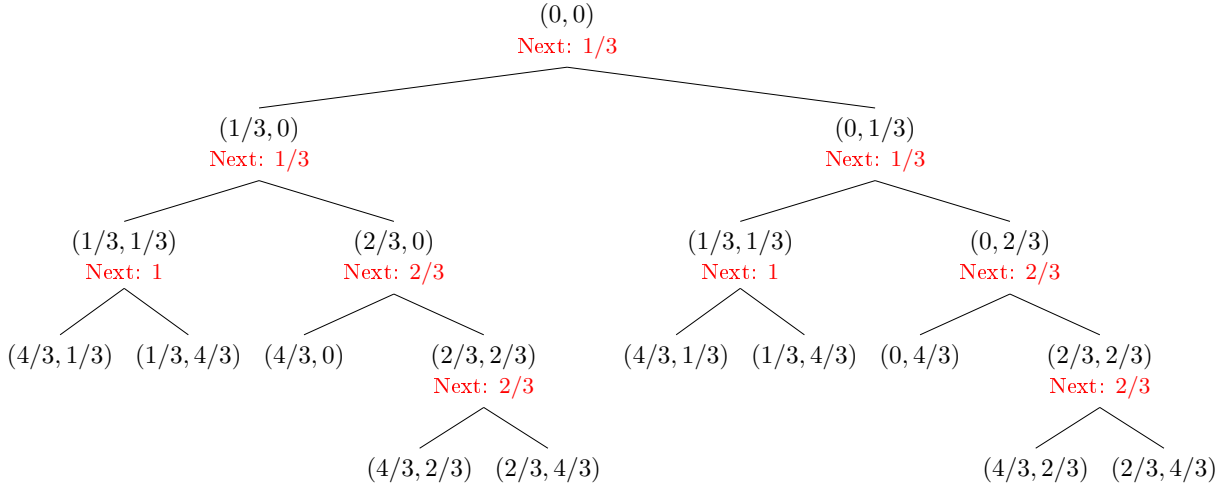 (0, 0)
Next: 1/3
(1/3, 0) (0, 1/3)
Next: 1/3 Next: 1/3
(1/3, 1/3) (2/3, 0) (1/3, 1/3) (0, 2/3)
Next: 1 Next: 2/3 Next: 1 Next: 2/3
(4/3, 1/3) (1/3, 4/3) (4/3, 0) (2/3, 2/3) (4/3, 1/3) (1/3, 4/3) (0, 4/3) (2/3, 2/3)
Next: 2/3 Next: 2/3
(4/3, 2/3) (2/3, 4/3) (4/3, 2/3) (2/3, 4/3)